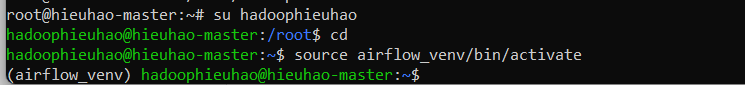 root@hieuhao-master:~# su hadoophieuhao
hadoophieuhao@hieuhao-master:/root$ cd
hadoophieuhao@hieuhao-master:~$ source airflow_venv/bin/activate
(airflow_venv) hadoophieuhao@hieuhao-master:~$